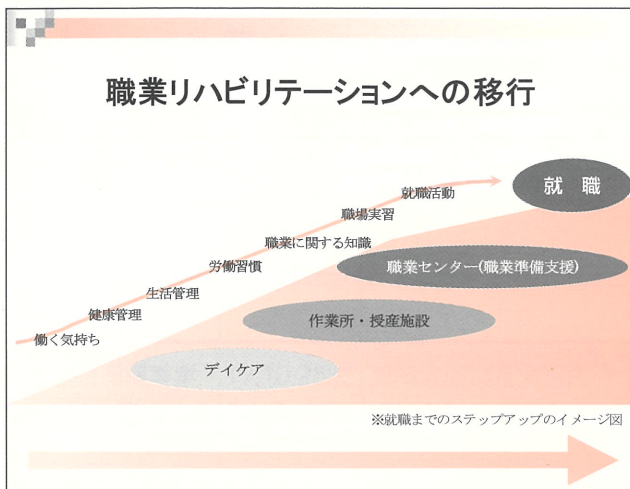 職業リハビリテーションへの移行
就 職
就職活動
職場実習
職業に関する知識
職業センター(職業準備支援)
労働習慣
生活管理
健康管理
作業所・授産施設
働く気持ち
デイケア
※就職までのステップアップのイメージ図